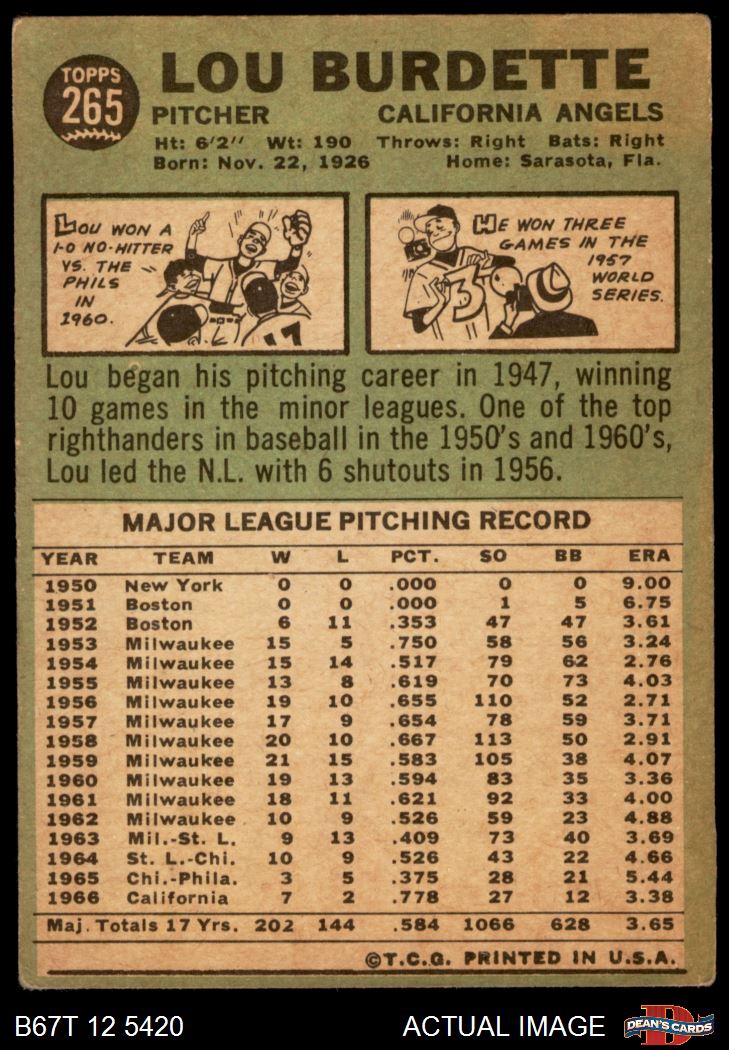 TOPPS
265
LOU BURDETTE
PITCHER CALIFORNIA ANGELS
Ht: 6'2" Wt: 190 Throws: Right Bats: Right
Born: Nov. 22, 1926 Home: Sarasota, Fla.
LOU WON A
1-0 NO-HITTER
VS. THE
PHILS
IN
1960.
17
HE WON THREE
GAMES IN THE
1957
WORLD
SERIES.
3
Lou began his pitching career in 1947, winning
10 games in the minor leagues. One of the top
righthanders in baseball in the 1950's and 1960's,
Lou led the N.L. with 6 shutouts in 1956.
MAJOR LEAGUE PITCHING RECORD
YEAR TEAM W L PCT. SO BB ERA
1950 New York 0 0 .000 0 0 9.00
1951 Boston 0 0 .000 1 5 6.75
1952 Boston 6 11 .353 47 47 3.61
1953 Milwaukee 15 5 .750 58 56 3.24
1954 Milwaukee 15 14 .517 79 62 2.76
1955 Milwaukee 13 8 .619 70 73 4.03
1956 Milwaukee 19 10 .655 110 52 2.71
1957 Milwaukee 17 9 .654 78 59 3.71
1958 Milwaukee 20 10 .667 113 50 2.91
1959 Milwaukee 21 15 .583 105 38 4.07
1960 Milwaukee 19 13 .594 83 35 3.36
1961 Milwaukee 18 11 .621 92 33 4.00
1962 Milwaukee 10 9 .526 59 23 4.88
1963 Mil.-St. L. 9 13 .409 73 40 3.69
1964 St. L.-Chi. 10 9 .526 43 22 4.66
1965 Chi.-Phila. 3 5 .375 28 21 5.44
1966 California 7 2 .778 27 12 3.38
Maj. Totals 17 Yrs. 202 144 .584 1066 628 3.65
©T.C.G. PRINTED IN U.S.A.
B67T 12 5420 ACTUAL IMAGE
D
DEAN'S CARDS